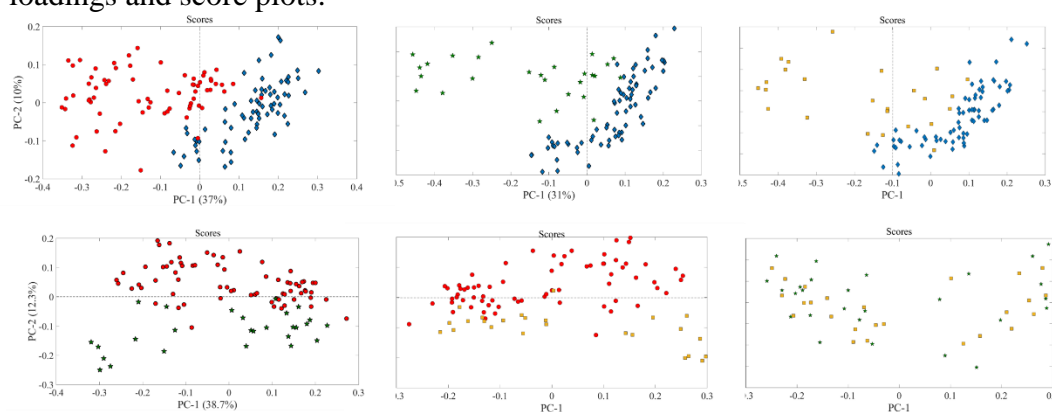 loadings and score plots.
Scores
0.2
0.1
0
-0.1
0.2
PC-2 (10%)
-0.4 -0.3 -0.2 -0.1 0 0.1 0.2 0.3 0.4
PC-1 (37%)
Scores
0.5 -0.4 -0.3 -0.2 -0.1 0 0.1 0.2 0.3
PC-1 (31%)
Scores
0.5 -0.4 -0.3 -0.2 -0.1 0 0.1 0.2 0.3
PC-1
Scores
0.2
0.1
0
-0.1
-0.2
-0.3
PC-2 (12.3%)
-0.4 -0.3 -0.2 -0.1 0 0.1 0.2 0.3
PC-1 (38.7%)
Scores
0.3 -0.2 -0.1 0 0.1 0.2 0.3
PC-1
Scores
0.3 -0.2 -0.1 0 0.1 0.2 0.3
PC-1